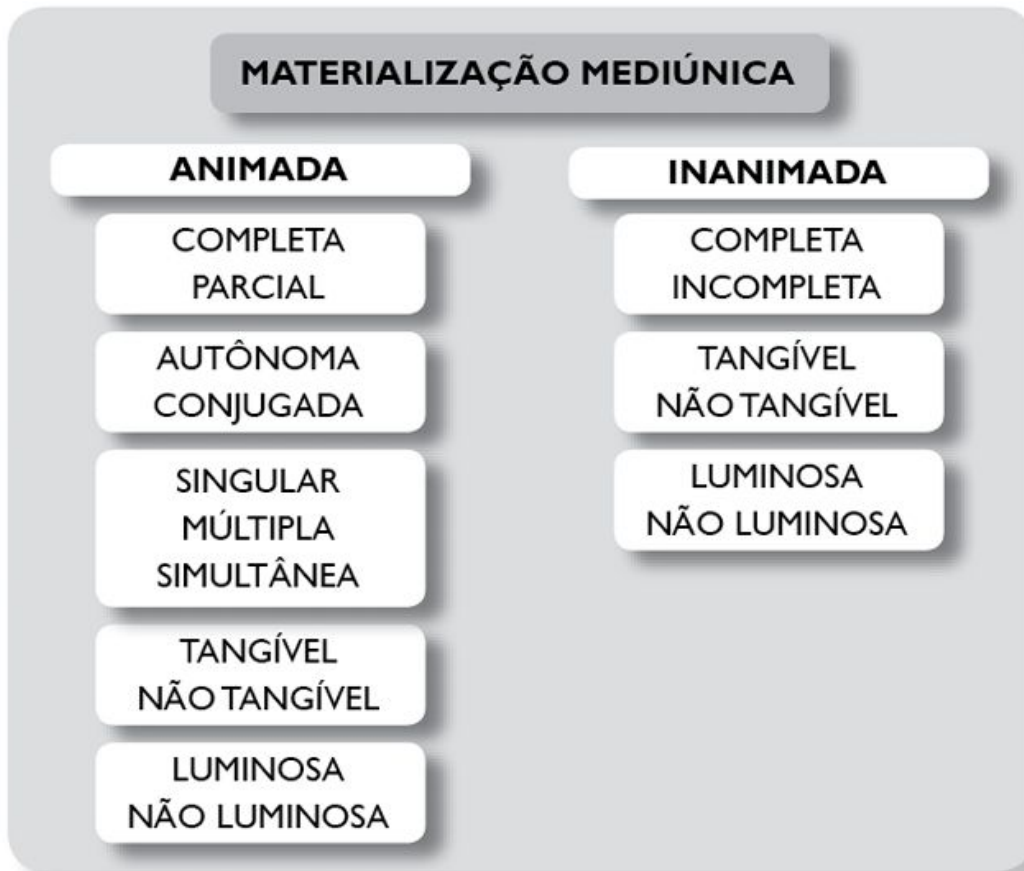 MATERIALIZAÇÃO MEDIÚNICA
ANIMADA
COMPLETA
PARCIAL
AUTÔNOMA
CONJUGADA
SINGULAR
MÚLTIPLA
SIMULTÂNEA
TANGÍVEL
NÃO TANGÍVEL
LUMINOSA
NÃO LUMINOSA
INANIMADA
COMPLETA
INCOMPLETA
TANGÍVEL
NÃO TANGÍVEL
LUMINOSA
NÃO LUMINOSA